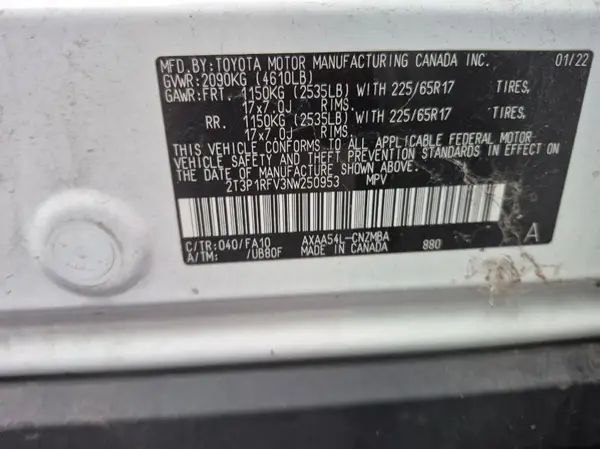 MFD. BY: TOYOTA MOTOR MANUFACTURING CANADA INC. 01/22
GVWR: 2090KG (4610LB)
GAWR: FRT. 1150KG (2535LB) WITH 225/65R17 TIRES,
17x7.0J RIMS.
RR. 1150KG (2535LB) WITH 225/65R17 TIRES,
17x7.0J RIMS.
THIS VEHICLE CONFORMS TO ALL APPLICABLE FEDERAL MOTOR
VEHICLE SAFETY AND THEFT PREVENTION STANDARDS IN EFFECT ON
THE DATE OF MANUFACTURE SHOWN ABOVE.
2T3P1RFV3NW250953 MPV
C/TR: 040/FA10 AXAA54L-CNZMBA 880 A
A/TM: /UB80F MADE IN CANADA